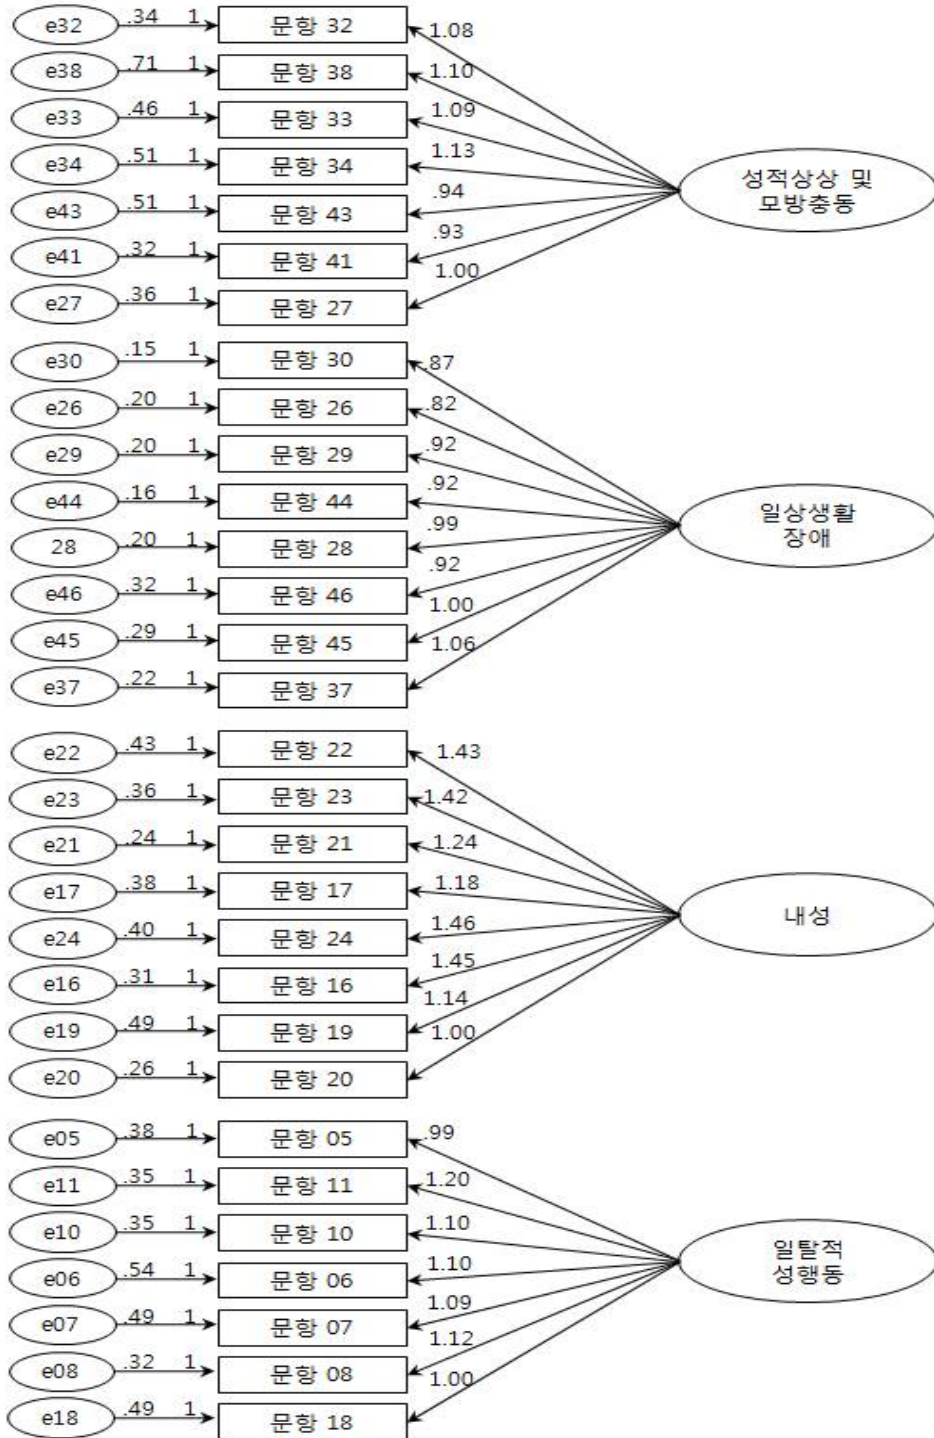 e32 .34 1 문항 32 1.08
e38 .71 1 문항 38 1.10
e33 .46 1 문항 33 1.09
e34 .51 1 문항 34 1.13
e43 .51 1 문항 43 .94
e41 .32 1 문항 41 .93
e27 .36 1 문항 27 1.00
성적상상 및
모방충동
e30 .15 1 문항 30 .87
e26 .20 1 문항 26 .82
e29 .20 1 문항 29 .92
e44 .16 1 문항 44 .92
28 .20 1 문항 28 .99
e46 .32 1 문항 46 .92
e45 .29 1 문항 45 1.00
e37 .22 1 문항 37 1.06
일상생활
장애
e22 .43 1 문항 22 1.43
e23 .36 1 문항 23 1.42
e21 .24 1 문항 21 1.24
e17 .38 1 문항 17 1.18
e24 .40 1 문항 24 1.46
e16 .31 1 문항 16 1.45
e19 .49 1 문항 19 1.14
e20 .26 1 문항 20 1.00
내성
e05 .38 1 문항 05 .99
e11 .35 1 문항 11 1.20
e10 .35 1 문항 10 1.10
e06 .54 1 문항 06 1.10
e07 .49 1 문항 07 1.09
e08 .32 1 문항 08 1.12
e18 .49 1 문항 18 1.00
일탈적
성행동